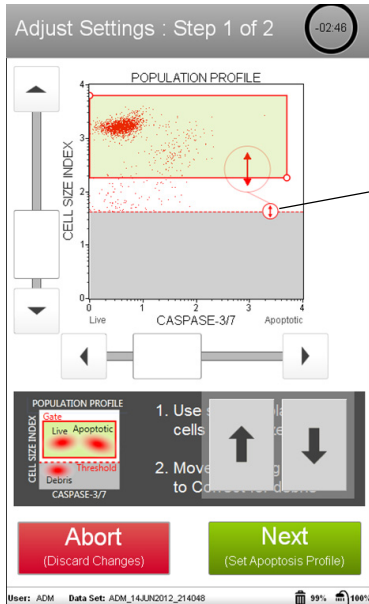 Adjust Settings : Step 1 of 2
-02:46
POPULATION PROFILE
CELL SIZE INDEX
4
3
2
1
0
0 1 2 3 4
Live CASPASE-3/7 Apoptotic
POPULATION PROFILE
Gate
Live Apoptotic
CELL SIZE INDEX
Threshold
Debris
CASPASE-3/7
1. Use
cells
2. Move
to Correct for debris
Abort
(Discard Changes)
Next
(Set Apoptosis Profile)
User: ADM Data Set: ADM_14JUN2012_214048 99% 100%